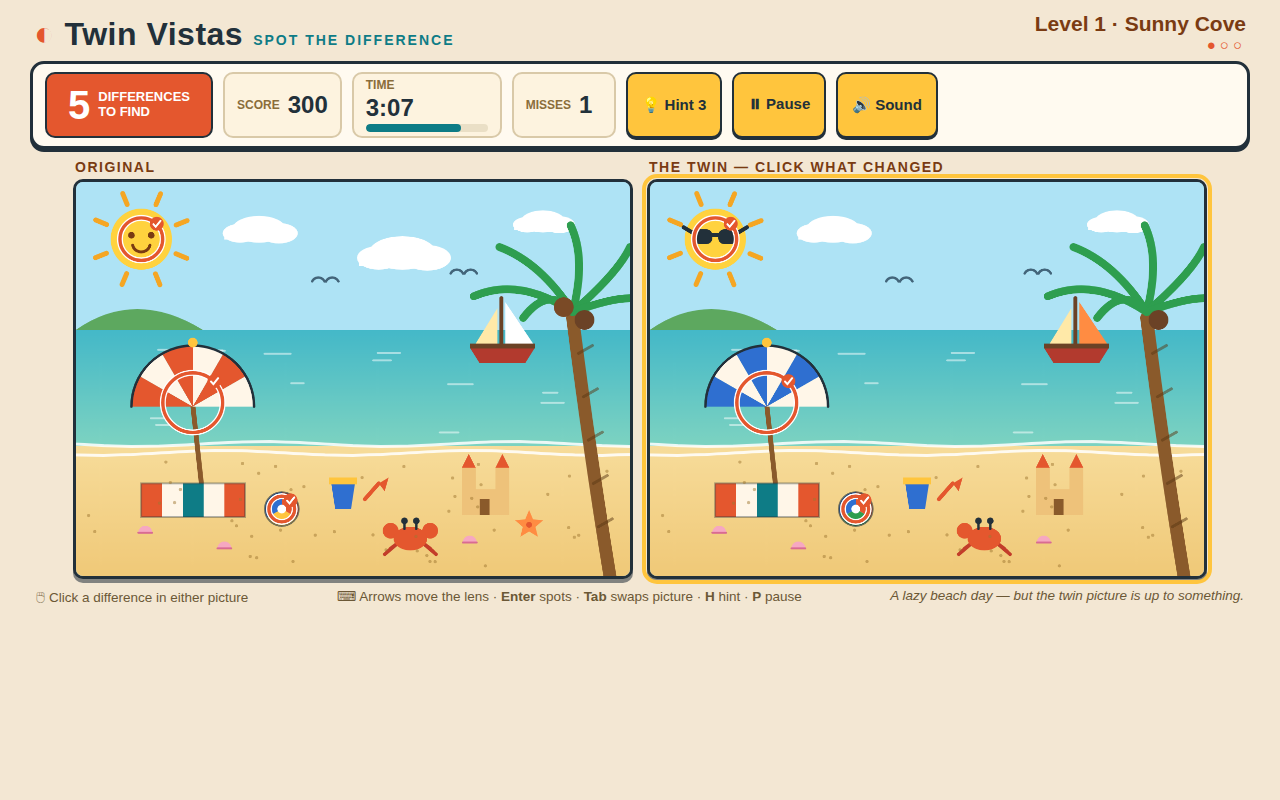 Twin Vistas SPOT THE DIFFERENCE
Level 1 · Sunny Cove
5 DIFFERENCES TO FIND
SCORE 300
TIME 3:07
MISSES 1
Hint 3
Pause
Sound
ORIGINAL
THE TWIN — CLICK WHAT CHANGED
Click a difference in either picture
Arrows move the lens · Enter spots · Tab swaps picture · H hint · P pause
A lazy beach day — but the twin picture is up to something.